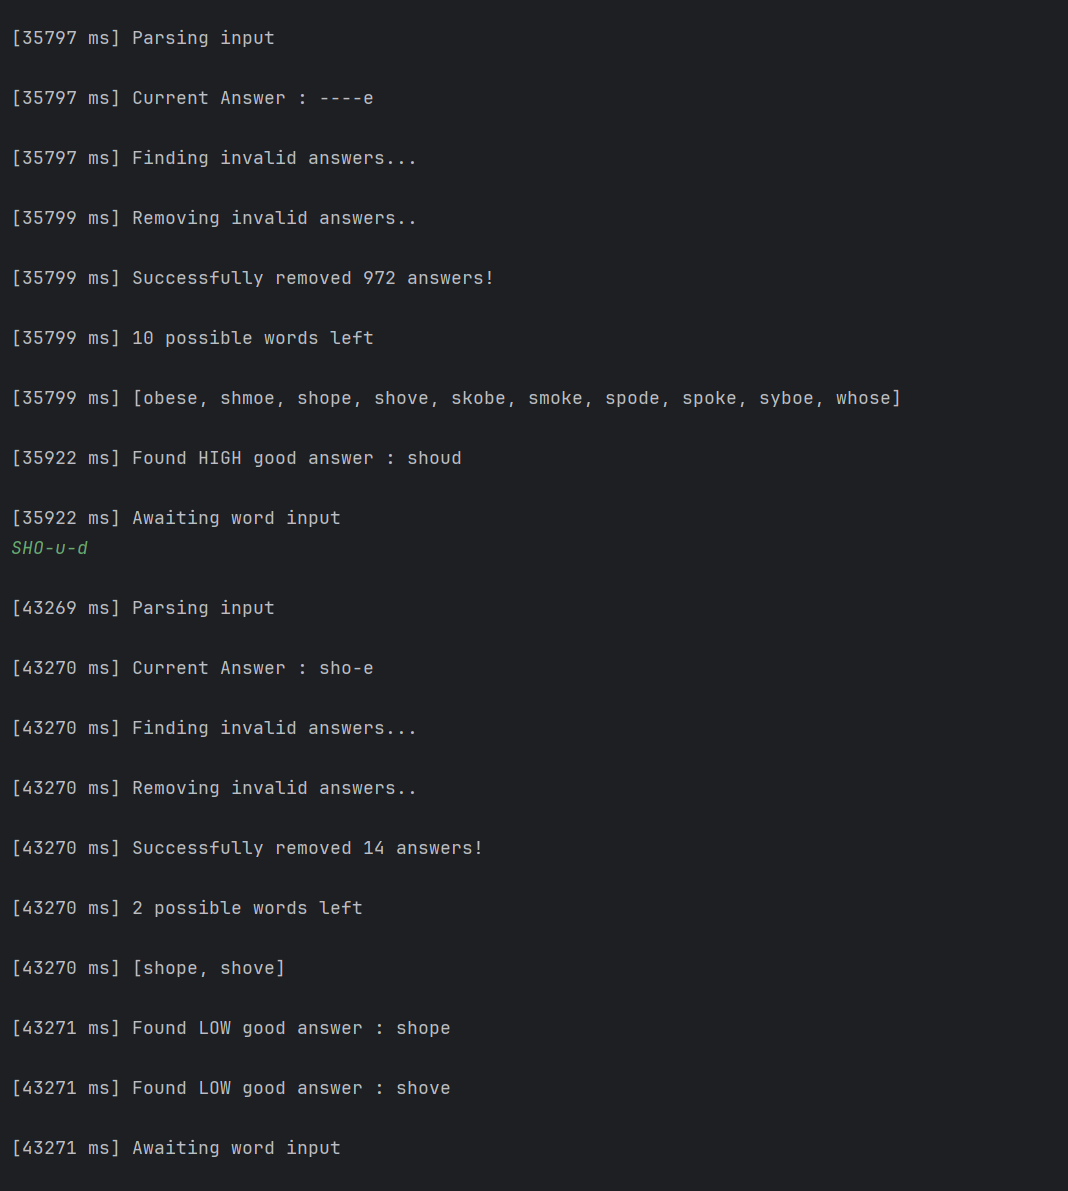 [35797 ms] Parsing input
[35797 ms] Current Answer : ----e
[35797 ms] Finding invalid answers...
[35799 ms] Removing invalid answers..
[35799 ms] Successfully removed 972 answers!
[35799 ms] 10 possible words left
[35799 ms] [obese, shmoe, shope, shove, skobe, smoke, spode, spoke, syboe, whose]
[35922 ms] Found HIGH good answer : shoud
[35922 ms] Awaiting word input
SHO-u-d
[43269 ms] Parsing input
[43270 ms] Current Answer : sho-e
[43270 ms] Finding invalid answers...
[43270 ms] Removing invalid answers..
[43270 ms] Successfully removed 14 answers!
[43270 ms] 2 possible words left
[43270 ms] [shope, shove]
[43271 ms] Found LOW good answer : shope
[43271 ms] Found LOW good answer : shove
[43271 ms] Awaiting word input